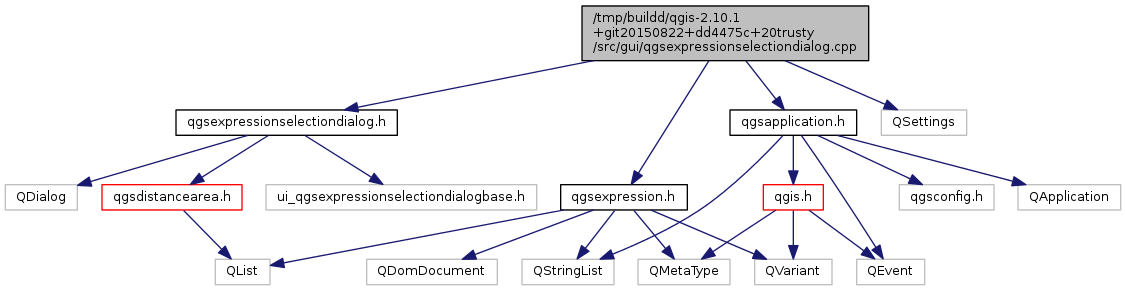 /tmp/buildd/qgis-2.10.1
+git20150822+dd4475c+20trusty
/src/gui/qgsexpressionselectiondialog.cpp
qgsexpressionselectiondialog.h
qgsapplication.h
QSettings
QDialog
qgsdistancearea.h
ui_qgsexpressionselectiondialogbase.h
qgsexpression.h
qgis.h
qgsconfig.h
QApplication
QList
QDomDocument
QStringList
QMetaType
QVariant
QEvent